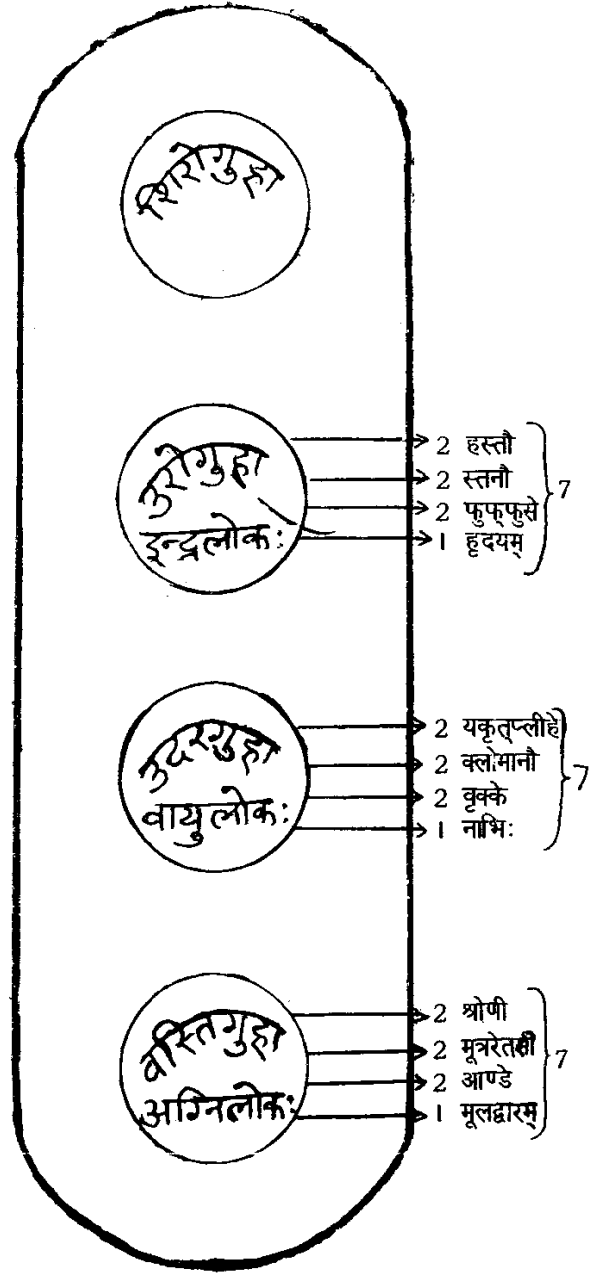 शिरोगुहा
उरोगुहा
इन्द्रलोकः
2 हस्तौ
2 स्तनौ
2 फुफ्फुसे
1 हृदयम्
7
उदरगुहा
वायुलोकः
2 यकृत्प्लीहे
2 क्लोमानौ
2 वृक्के
1 नाभिः
7
वस्तिगुहा
अग्निलोकः
2 श्रोणी
2 मूत्ररेतसी
2 आण्डे
1 मूलद्वारम्
7